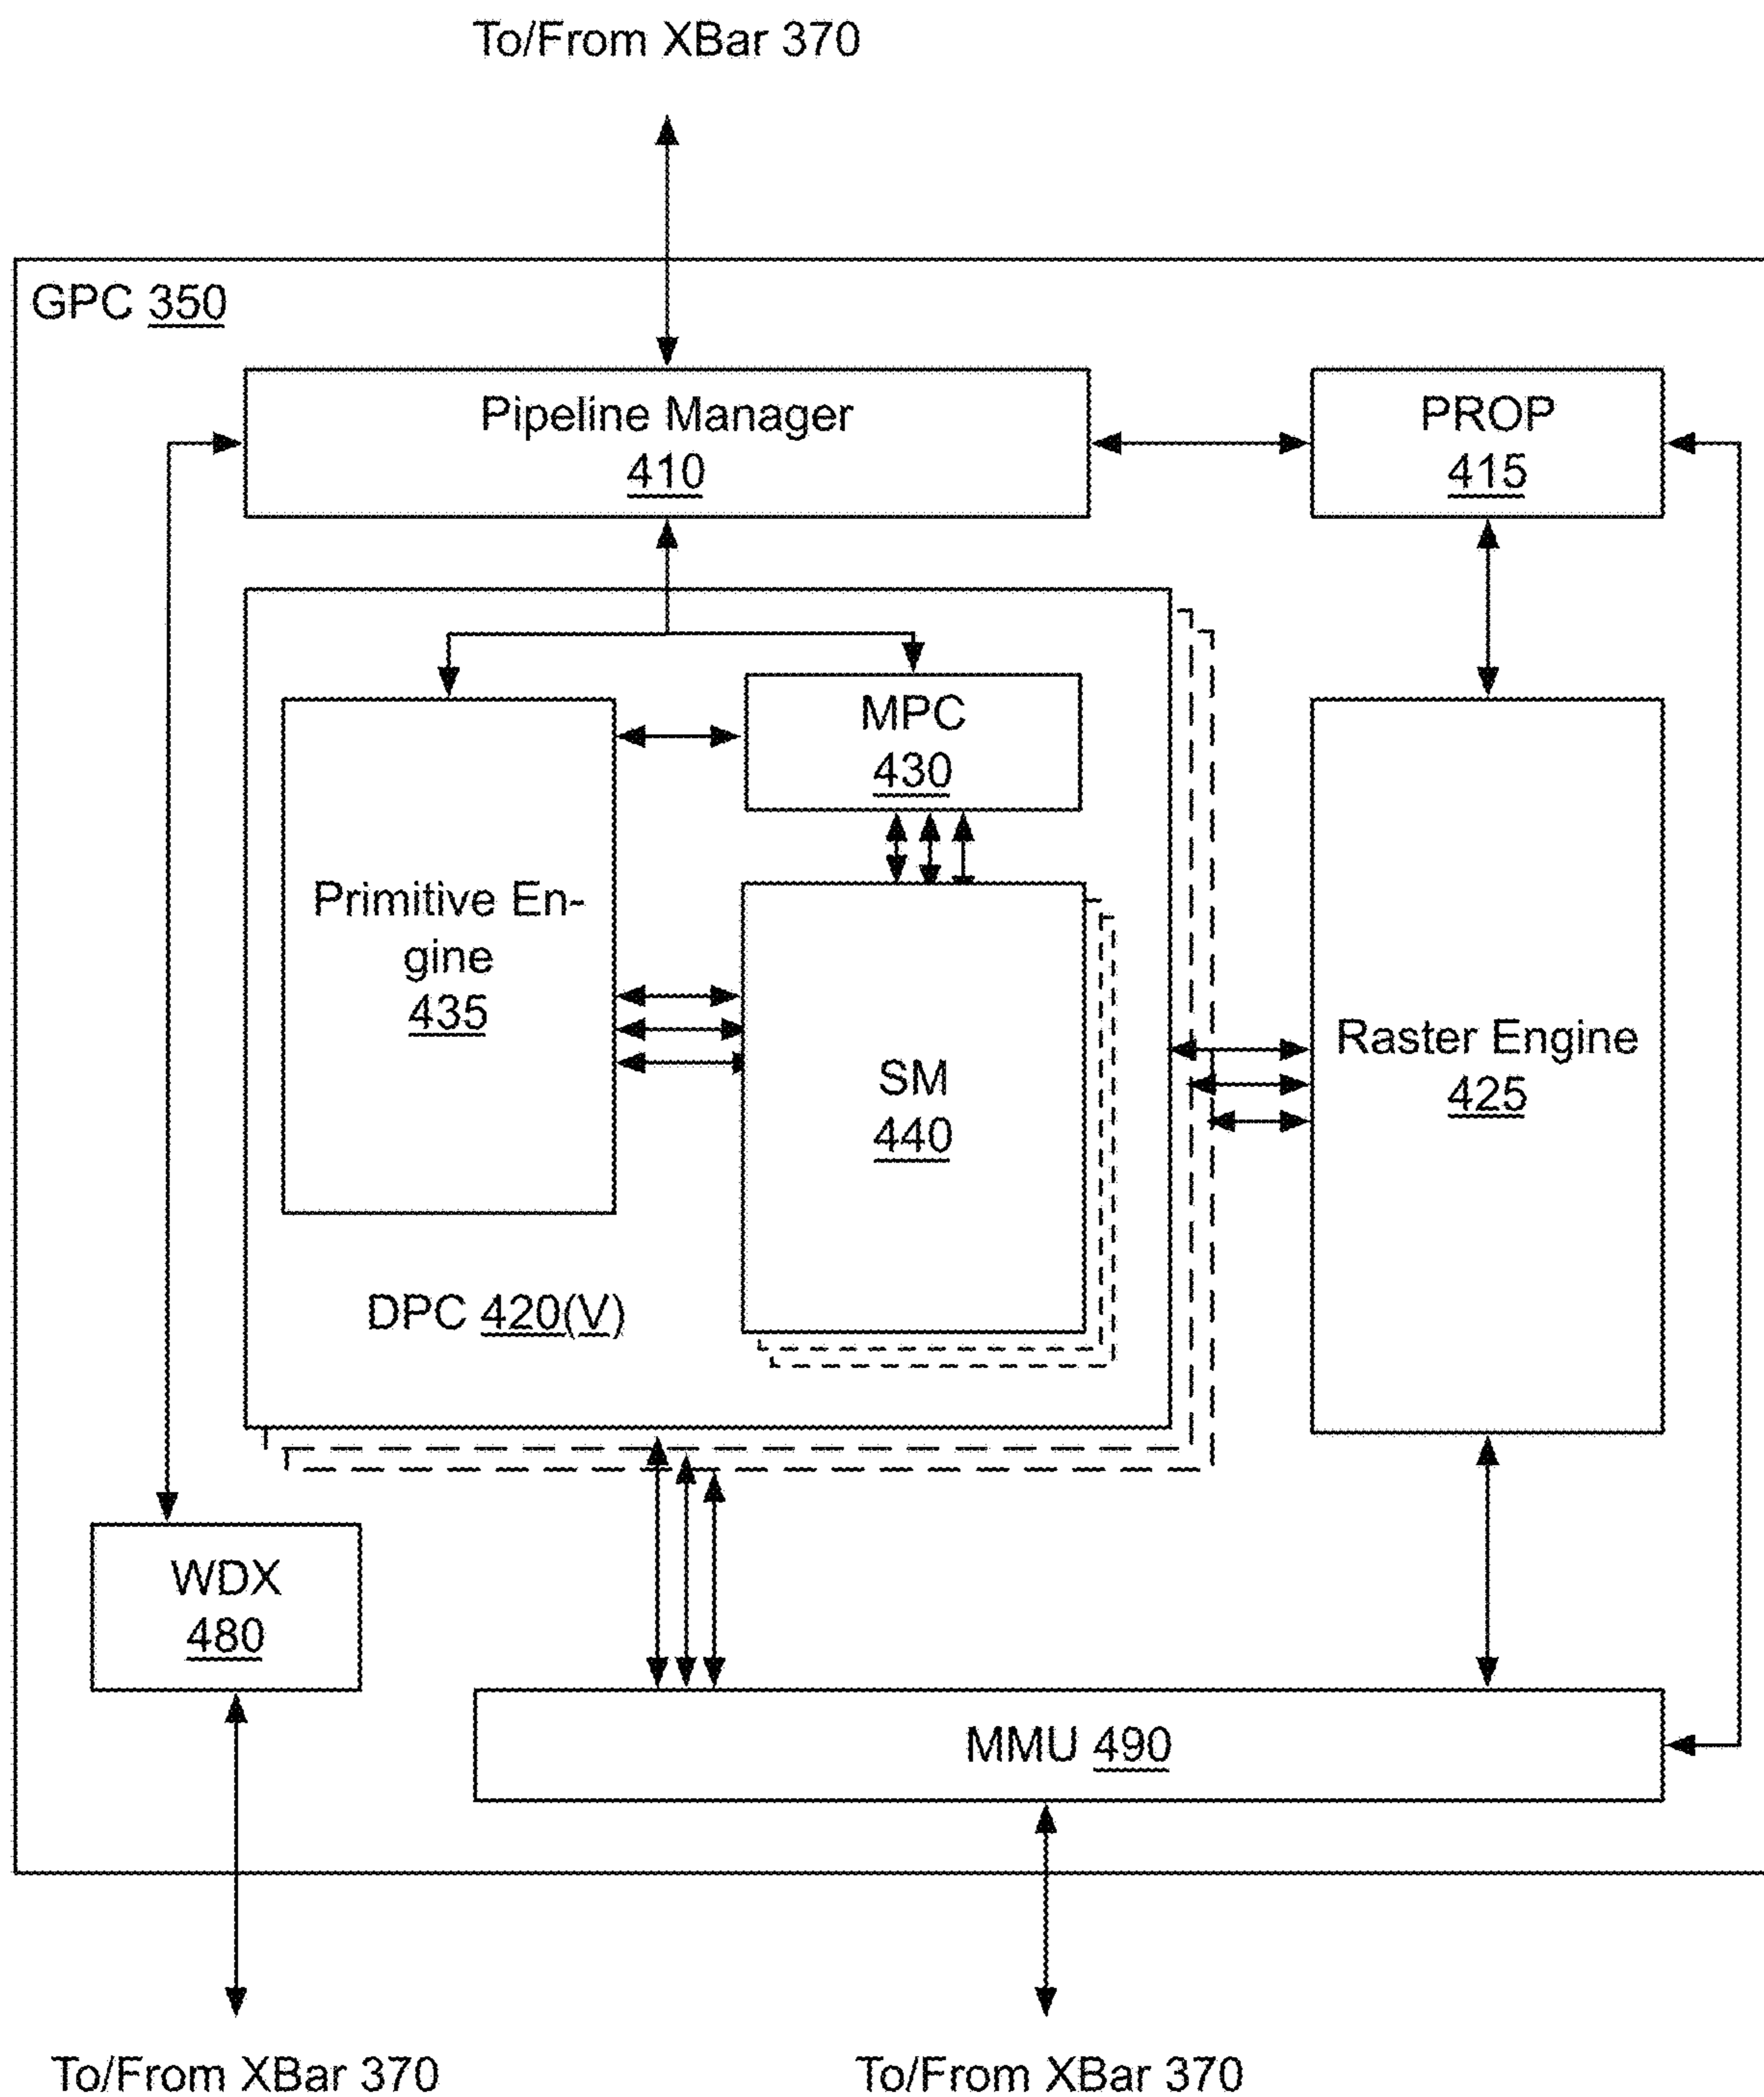 To/From XBar 370
GPC 350
Pipeline Manager
410
PROP
415
MPC
430
Primitive En-
gine
435
SM
440
Raster Engine
425
DPC 420(V)
WDX
480
MMU 490
To/From XBar 370
To/From XBar 370